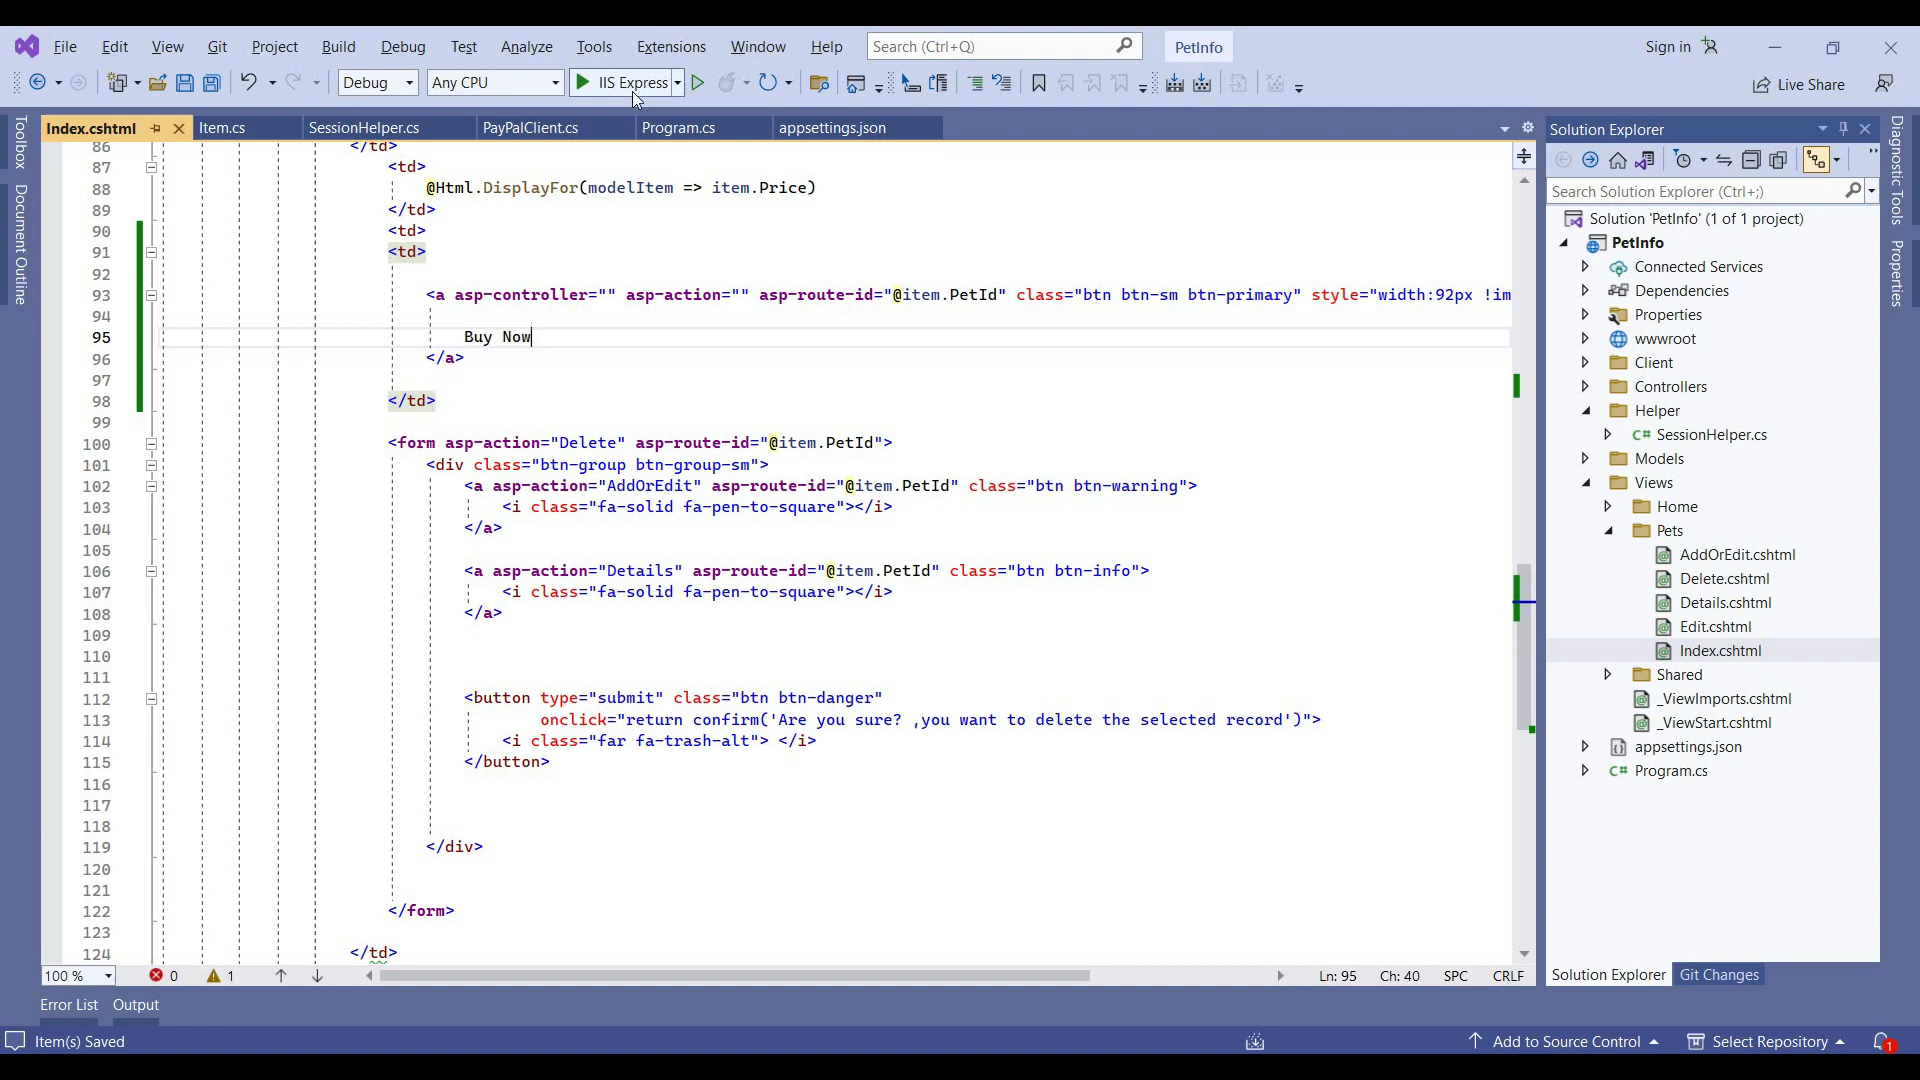 File Edit View Git Project Build Debug Test Analyze Tools Extensions Window Help Search (Ctrl+Q) PetInfo Sign in
Debug Any CPU IIS Express Live Share
Index.cshtml Item.cs SessionHelper.cs PayPalClient.cs Program.cs appsettings.json
Toolbox
Document Outline
86 </td>
87 <td>
88 @Html.DisplayFor(modelItem => item.Price)
89 </td>
90 <td>
91 <td>
92
93 <a asp-controller="" asp-action="" asp-route-id="@item.PetId" class="btn btn-sm btn-primary" style="width:92px !im
94
95 Buy Now
96 </a>
97
98 </td>
99
100 <form asp-action="Delete" asp-route-id="@item.PetId">
101 <div class="btn-group btn-group-sm">
102 <a asp-action="AddOrEdit" asp-route-id="@item.PetId" class="btn btn-warning">
103 <i class="fa-solid fa-pen-to-square"></i>
104 </a>
105
106 <a asp-action="Details" asp-route-id="@item.PetId" class="btn btn-info">
107 <i class="fa-solid fa-pen-to-square"></i>
108 </a>
109
110
111
112 <button type="submit" class="btn btn-danger"
113 onclick="return confirm('Are you sure? ,you want to delete the selected record')">
114 <i class="far fa-trash-alt"> </i>
115 </button>
116
117
118
119 </div>
120
121
122 </form>
123
124 </td>
100 % 0 1 Ln: 95 Ch: 40 SPC CRLF
Solution Explorer
Search Solution Explorer (Ctrl+;)
Solution 'PetInfo' (1 of 1 project)
PetInfo
Connected Services
Dependencies
Properties
wwwroot
Client
Controllers
Helper
C# SessionHelper.cs
Models
Views
Home
Pets
AddOrEdit.cshtml
Delete.cshtml
Details.cshtml
Edit.cshtml
Index.cshtml
Shared
_ViewImports.cshtml
_ViewStart.cshtml
appsettings.json
C# Program.cs
Solution Explorer Git Changes
Diagnostic Tools
Properties
Error List Output
Item(s) Saved Add to Source Control Select Repository 1